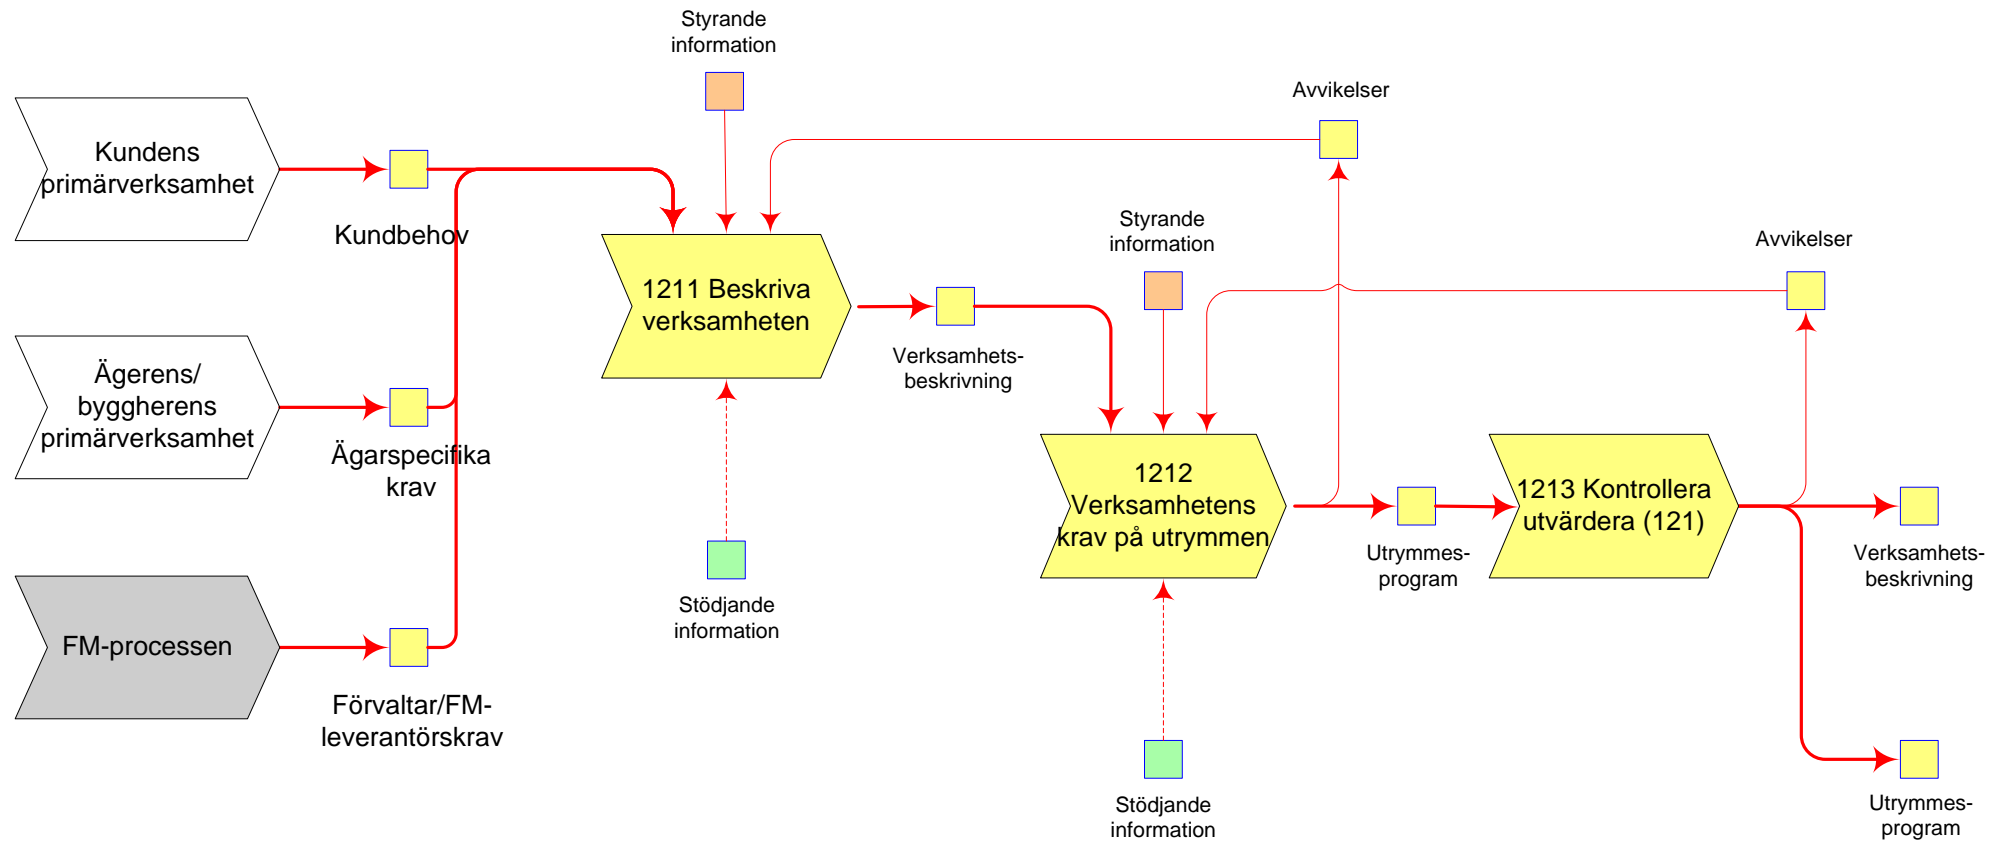 Styrande
information
Avvikelser
Kundens
primärverksamhet
Kundbehov
Styrande
information
Avvikelser
1211 Beskriva
verksamheten
Verksamhets-
beskrivning
Ägerens/
byggherens
primärverksamhet
Ägarspecifika
krav
1212
Verksamhetens
krav på utrymmen
Utrymmes-
program
1213 Kontrollera
utvärdera (121)
Verksamhets-
beskrivning
Stödjande
information
FM-processen
Förvaltar/FM-
leverantörskrav
Stödjande
information
Utrymmes-
program